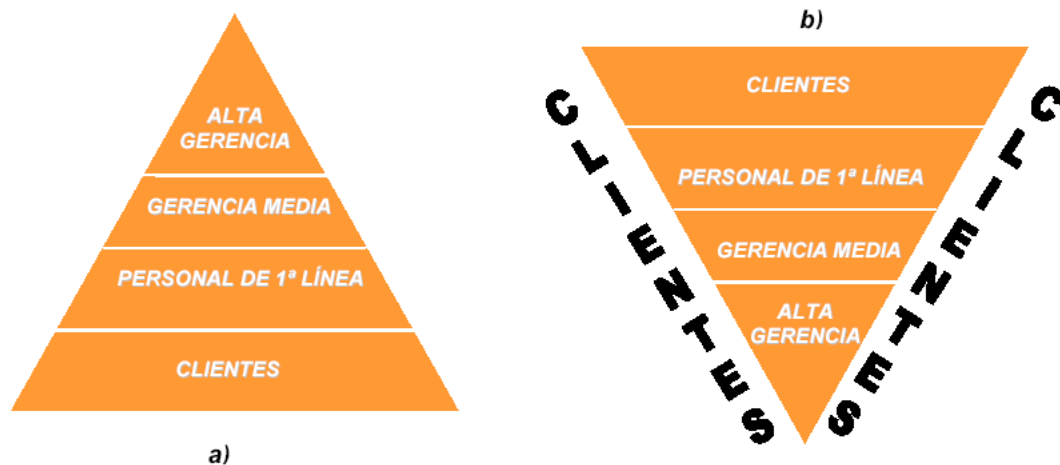 ALTA
GERENCIA
GERENCIA MEDIA
PERSONAL DE 1ª LÍNEA
CLIENTES
a)
b)
CLIENTES
PERSONAL DE 1ª LÍNEA
GERENCIA MEDIA
ALTA
GERENCIA
CLIENTES
CLIENTES